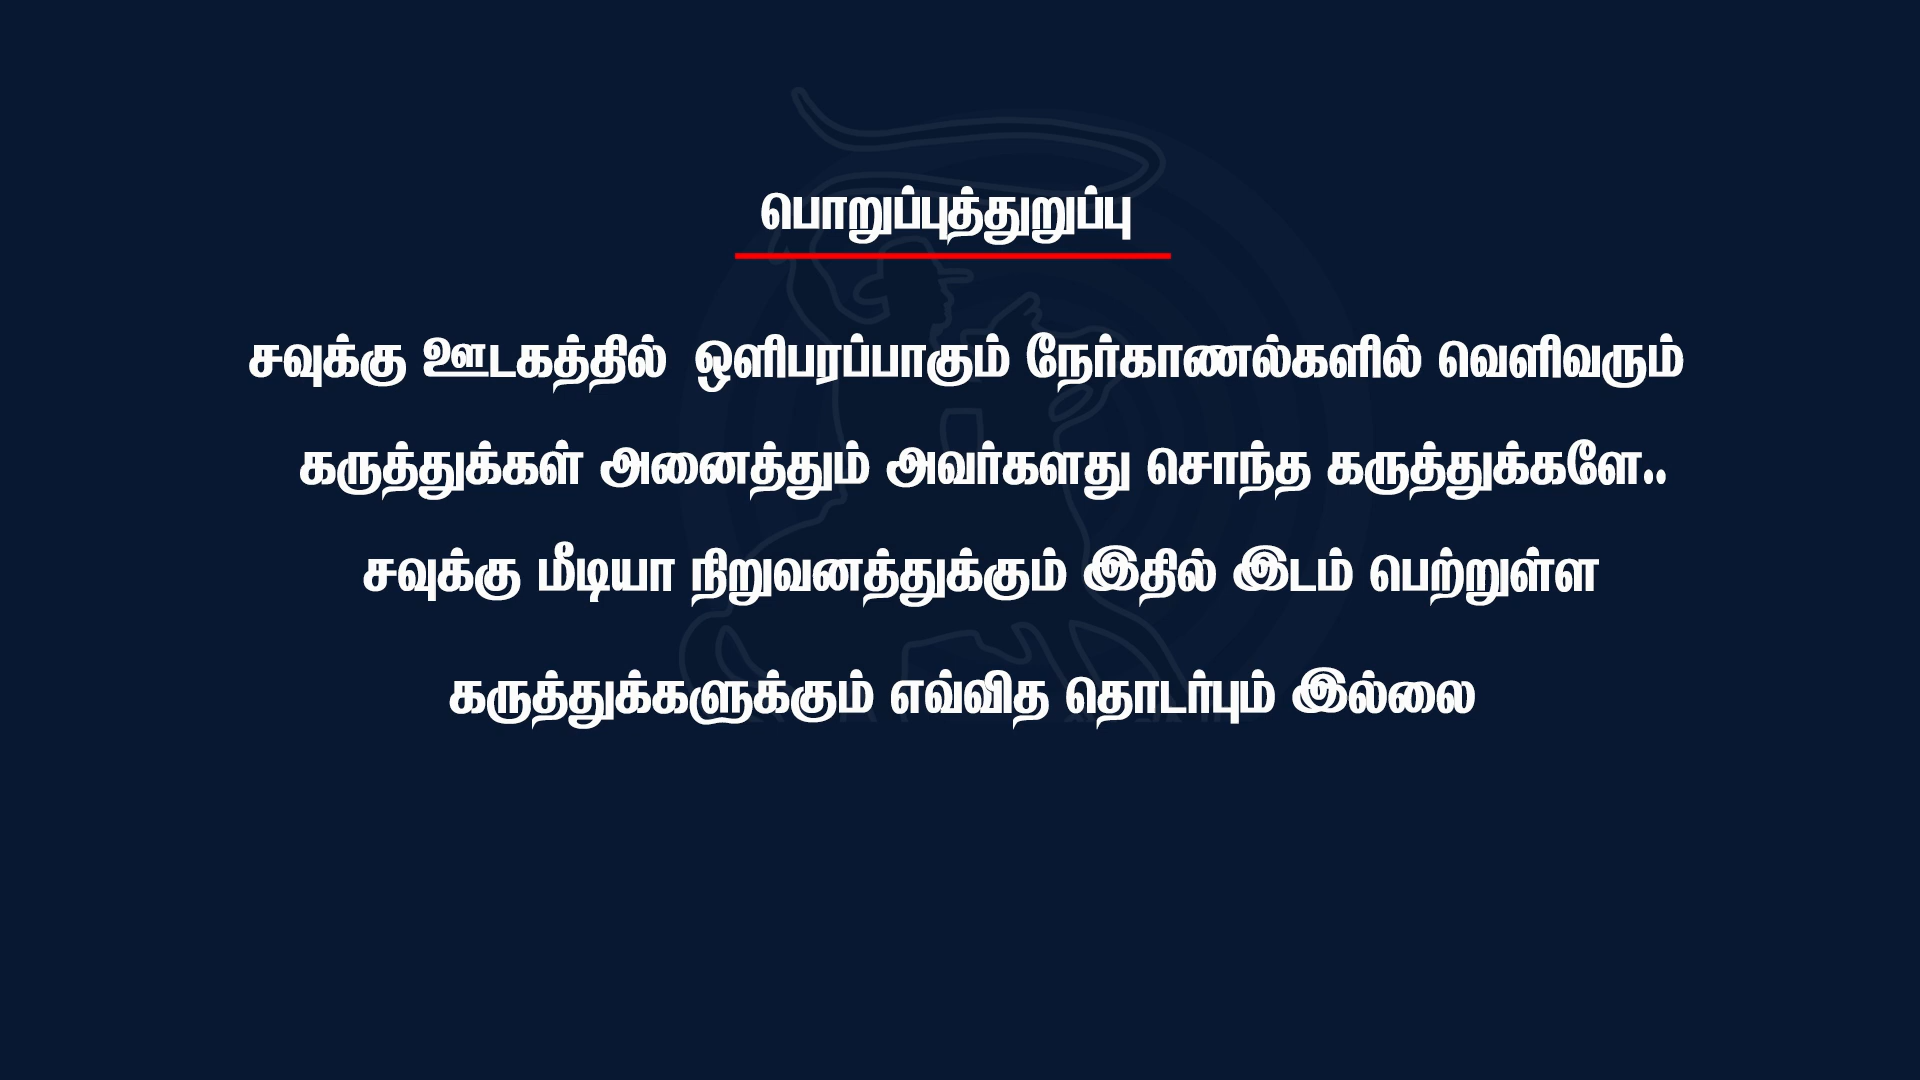 பொறுப்புத்துறுப்பு
சவுக்கு ஊடகத்தில் ஒளிபரப்பாகும் நேர்காணல்களில் வெளிவரும்
கருத்துக்கள் அனைத்தும் அவர்களது சொந்த கருத்துக்களே..
சவுக்கு மீடியா நிறுவனத்துக்கும் இதில் இடம் பெற்றுள்ள
கருத்துக்களுக்கும் எவ்வித தொடர்பும் இல்லை